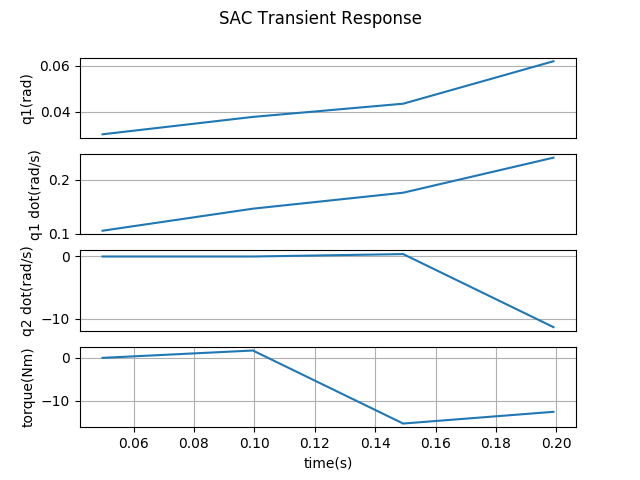 SAC Transient Response
q1(rad)
0.06
0.04
q1 dot(rad/s)
0.2
0.1
q2 dot(rad/s)
0
−10
torque(Nm)
0
−10
0.06 0.08 0.10 0.12 0.14 0.16 0.18 0.20
time(s)